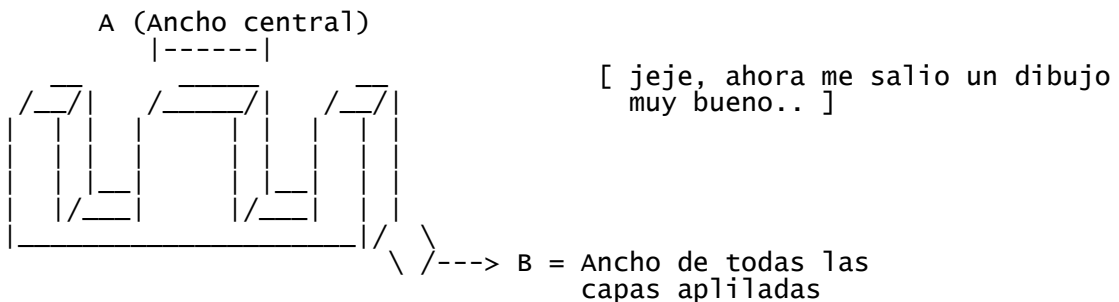 A (Ancho central)
[ jeje, ahora me salio un dibujo
muy bueno.. ]
B = Ancho de todas las
capas apliladas